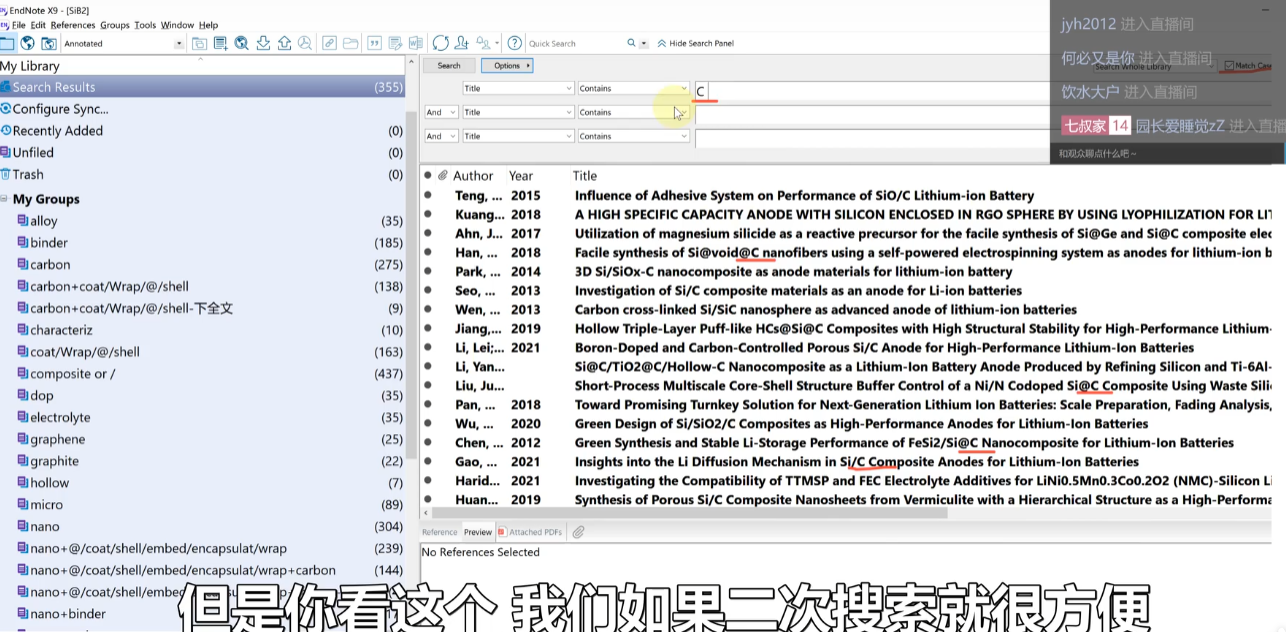 EndNote X9 - [SiB2]
File Edit References Groups Tools Window Help
Annotated
Quick Search
Hide Search Panel
My Library
Search Results (355)
Configure Sync...
Recently Added (0)
Unfiled (0)
Trash (0)
My Groups
alloy (35)
binder (185)
carbon (275)
carbon+coat/Wrap/@/shell (138)
carbon+coat/Wrap/@/shell-下全文 (9)
characteriz (10)
coat/Wrap/@/shell (163)
composite or / (437)
dop (35)
electrolyte (35)
graphene (25)
graphite (22)
hollow (7)
micro (89)
nano (304)
nano+@/coat/shell/embed/encapsulat/wrap (239)
nano+@/coat/shell/embed/encapsulat/wrap+carbon (144)
nano+@/coat/shell/embed
nano+binder
Search Options
Search Whole Library Match Case
Title Contains C
And Title Contains
And Title Contains
jyh2012 进入直播间
何必又是你 进入直播间
饮水大户 进入直播间
七叔家 14 园长爱睡觉zZ 进入直播
和观众聊点什么吧~
Author Year Title
Teng, ... 2015 Influence of Adhesive System on Performance of SiO/C Lithium-ion Battery
Kuang... 2018 A HIGH SPECIFIC CAPACITY ANODE WITH SILICON ENCLOSED IN RGO SPHERE BY USING LYOPHILIZATION FOR LIT
Ahn, J... 2017 Utilization of magnesium silicide as a reactive precursor for the facile synthesis of Si@Ge and Si@C composite elec
Han, ... 2018 Facile synthesis of Si@void@C nanofibers using a self-powered electrospinning system as anodes for lithium-ion b
Park, ... 2014 3D Si/SiOx-C nanocomposite as anode materials for lithium-ion battery
Seo, ... 2013 Investigation of Si/C composite materials as an anode for Li-ion batteries
Wen, ... 2013 Carbon cross-linked Si/SiC nanosphere as advanced anode of lithium-ion batteries
Jiang,... 2019 Hollow Triple-Layer Puff-like HCs@Si@C Composites with High Structural Stability for High-Performance Lithium-
Li, Lei;... 2021 Boron-Doped and Carbon-Controlled Porous Si/C Anode for High-Performance Lithium-Ion Batteries
Li, Yan... Si@C/TiO2@C/Hollow-C Nanocomposite as a Lithium-Ion Battery Anode Produced by Refining Silicon and Ti-6Al-
Liu, Ju... Short-Process Multiscale Core-Shell Structure Buffer Control of a Ni/N Codoped Si@C Composite Using Waste Sili
Pan, ... 2018 Toward Promising Turnkey Solution for Next-Generation Lithium Ion Batteries: Scale Preparation, Fading Analysis,
Wu, ... 2020 Green Design of Si/SiO2/C Composites as High-Performance Anodes for Lithium-Ion Batteries
Chen, ... 2012 Green Synthesis and Stable Li-Storage Performance of FeSi2/Si@C Nanocomposite for Lithium-Ion Batteries
Gao, ... 2021 Insights into the Li Diffusion Mechanism in Si/C Composite Anodes for Lithium-Ion Batteries
Harid... 2021 Investigating the Compatibility of TTMSP and FEC Electrolyte Additives for LiNi0.5Mn0.3Co0.2O2 (NMC)-Silicon Li
Huan... 2019 Synthesis of Porous Si/C Composite Nanosheets from Vermiculite with a Hierarchical Structure as a High-Performa
Reference Preview Attached PDFs
No References Selected
但是你看这个 我们如果二次搜索就很方便